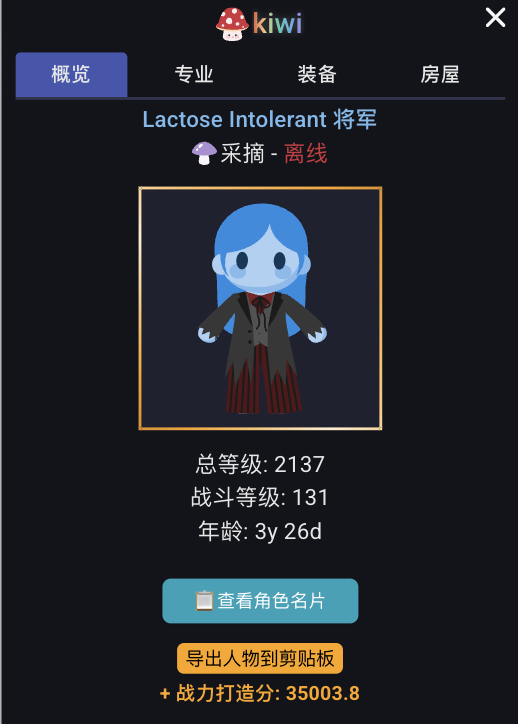 kiwi
概览 专业 装备 房屋
Lactose Intolerant 将军
采摘 - 离线
总等级: 2137
战斗等级: 131
年龄: 3y 26d
查看角色名片
导出人物到剪贴板
+ 战力打造分: 35003.8